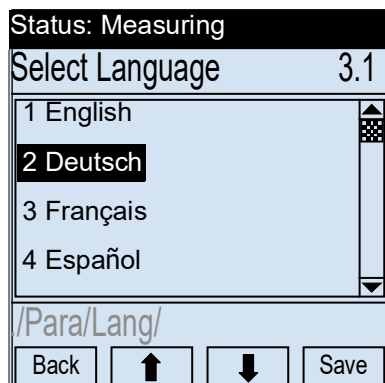 Status: Measuring
Select Language 3.1
1 English
2 Deutsch
3 Français
4 Español
/Para/Lang/
Back Save